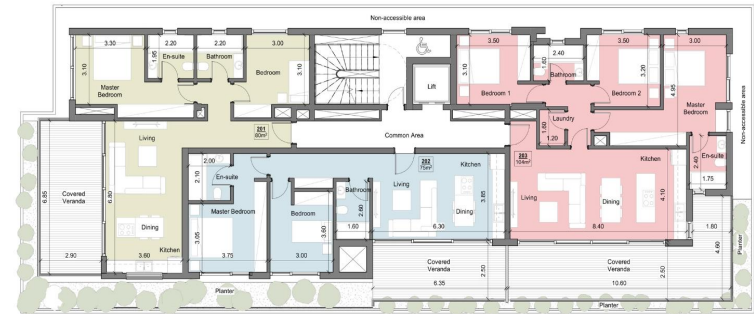 Non-accessible area
3.30
2.20
2.20
3.00
3.10
1.95
En-suite
Bathroom
Bedroom
3.10
Master
Bedroom
Lift
3.50
2.40
3.50
3.00
3.10
1.60
Bathroom
3.20
4.95
Bedroom 1
Bedroom 2
Master
Bedroom
Non-accessible area
Laundry
1.60
1.20
Living
201
80m²
Common Area
6.85
6.80
Covered
Veranda
Dining
Kitchen
2.90
3.60
2.00
2.10
En-suite
Master Bedroom
Bedroom
3.05
3.75
3.60
3.00
Bathroom
2.60
1.60
202
75m²
Kitchen
Living
3.85
Dining
6.30
203
104m²
Kitchen
Living
4.10
Dining
8.40
2.40
En-suite
1.75
Covered
Veranda
2.50
6.35
Covered
Veranda
2.50
10.60
1.80
4.60
Planter
Planter
Planter